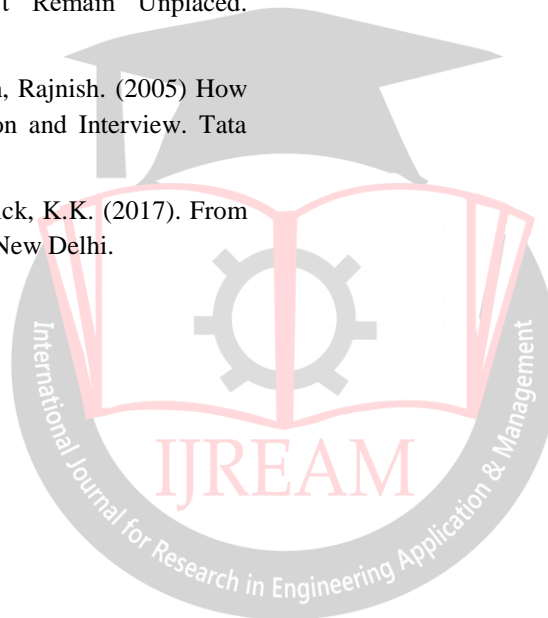 Remain Unplaced.
Rajnish. (2005) How
on and Interview. Tata
ck, K.K. (2017). From
New Delhi.
International Journal for Research in Engineering Application & Management
IJREAM